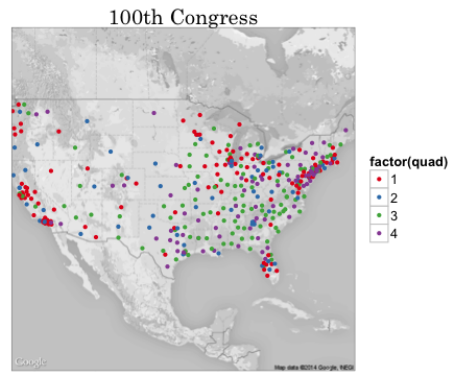 100th Congress
factor(quad)
1
2
3
4
Google
Map data ©2014 Google, INEGI